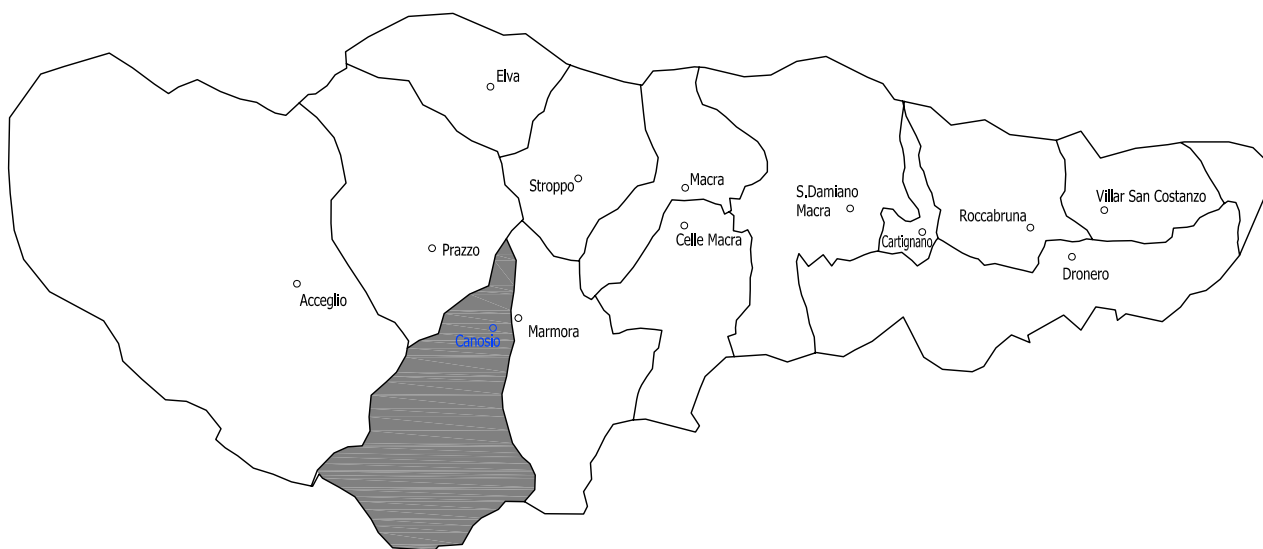 Elva
Stroppo
Macra
S.Damiano
Macra
Villar San Costanzo
Roccabruna
Cartignano
Celle Macra
Prazzo
Dronero
Acceglio
Marmora
Canosio